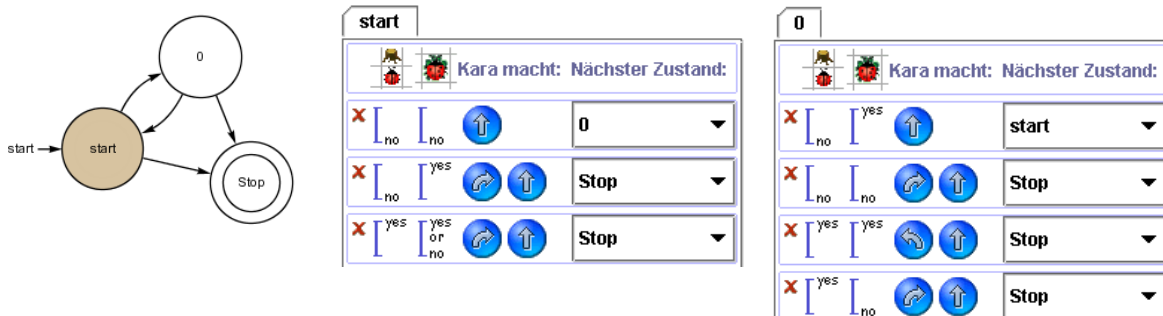 0
start
start
Stop
start
Kara macht: Nächster Zustand:
no no 0
no yes Stop
yes yes or no Stop
0
Kara macht: Nächster Zustand:
no yes start
no no Stop
yes yes Stop
yes no Stop